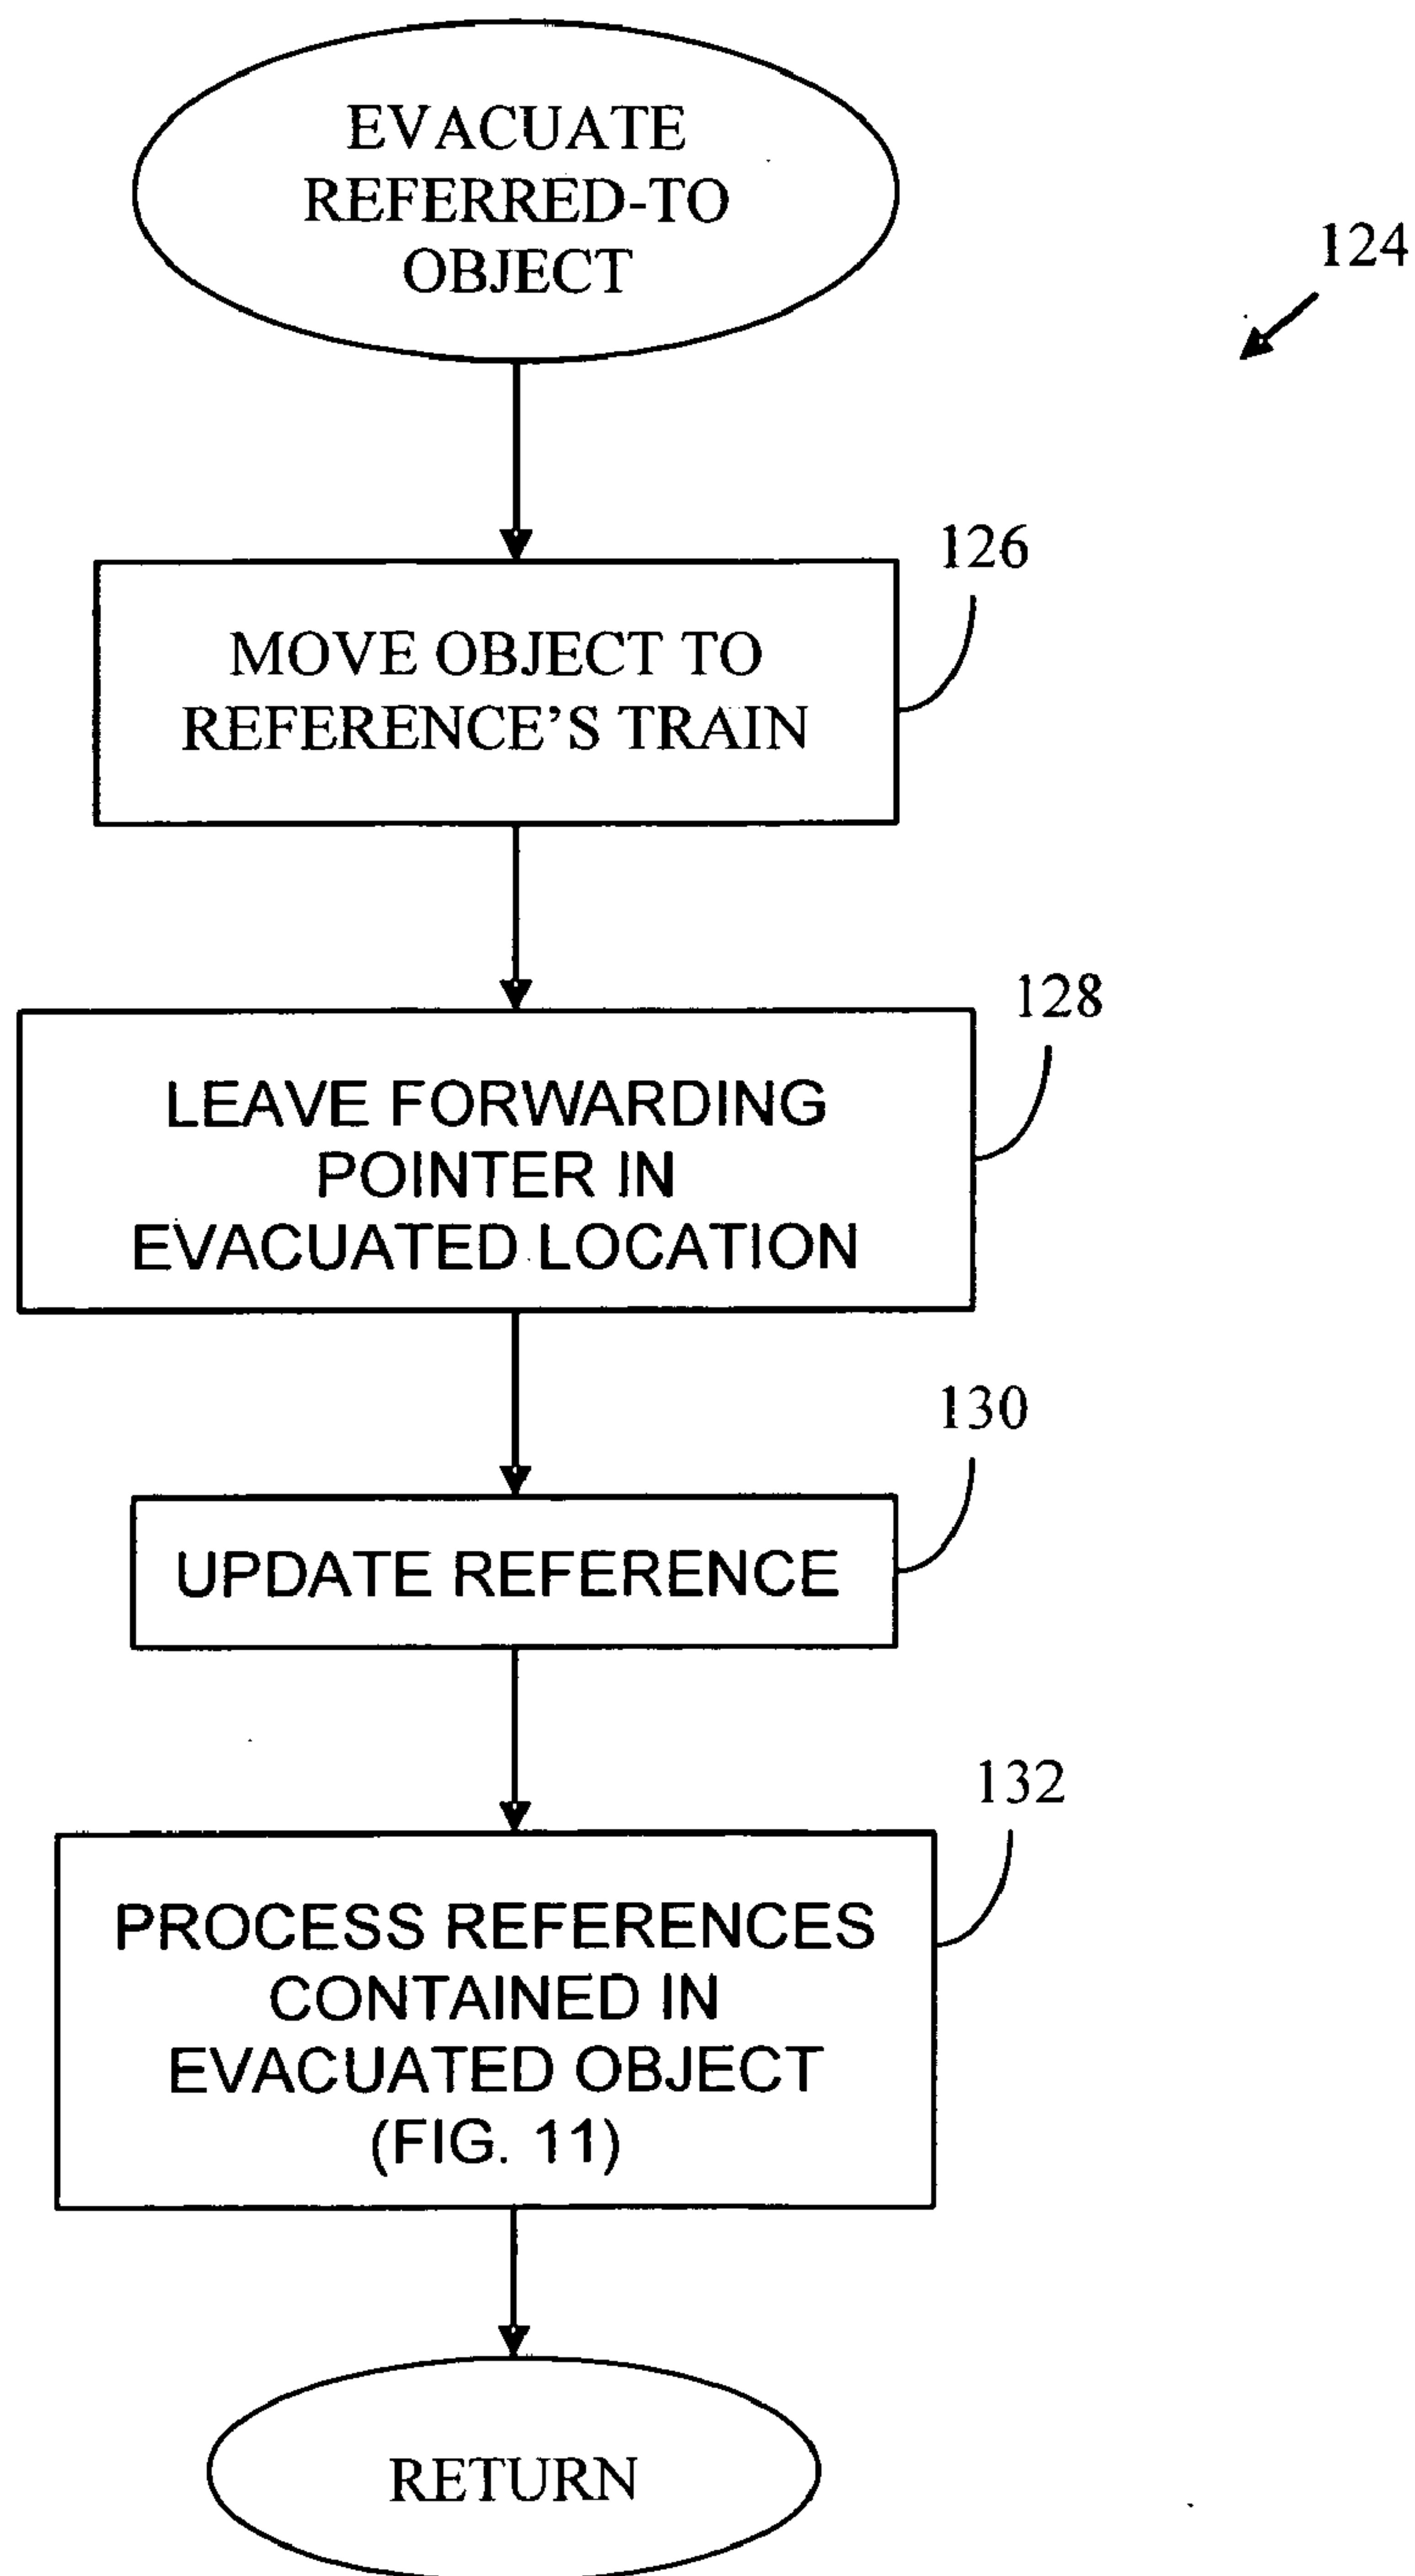 EVACUATE
REFERRED-TO
OBJECT
124
126
MOVE OBJECT TO
REFERENCE'S TRAIN
128
LEAVE FORWARDING
POINTER IN
EVACUATED LOCATION
130
UPDATE REFERENCE
132
PROCESS REFERENCES
CONTAINED IN
EVACUATED OBJECT
(FIG. 11)
RETURN